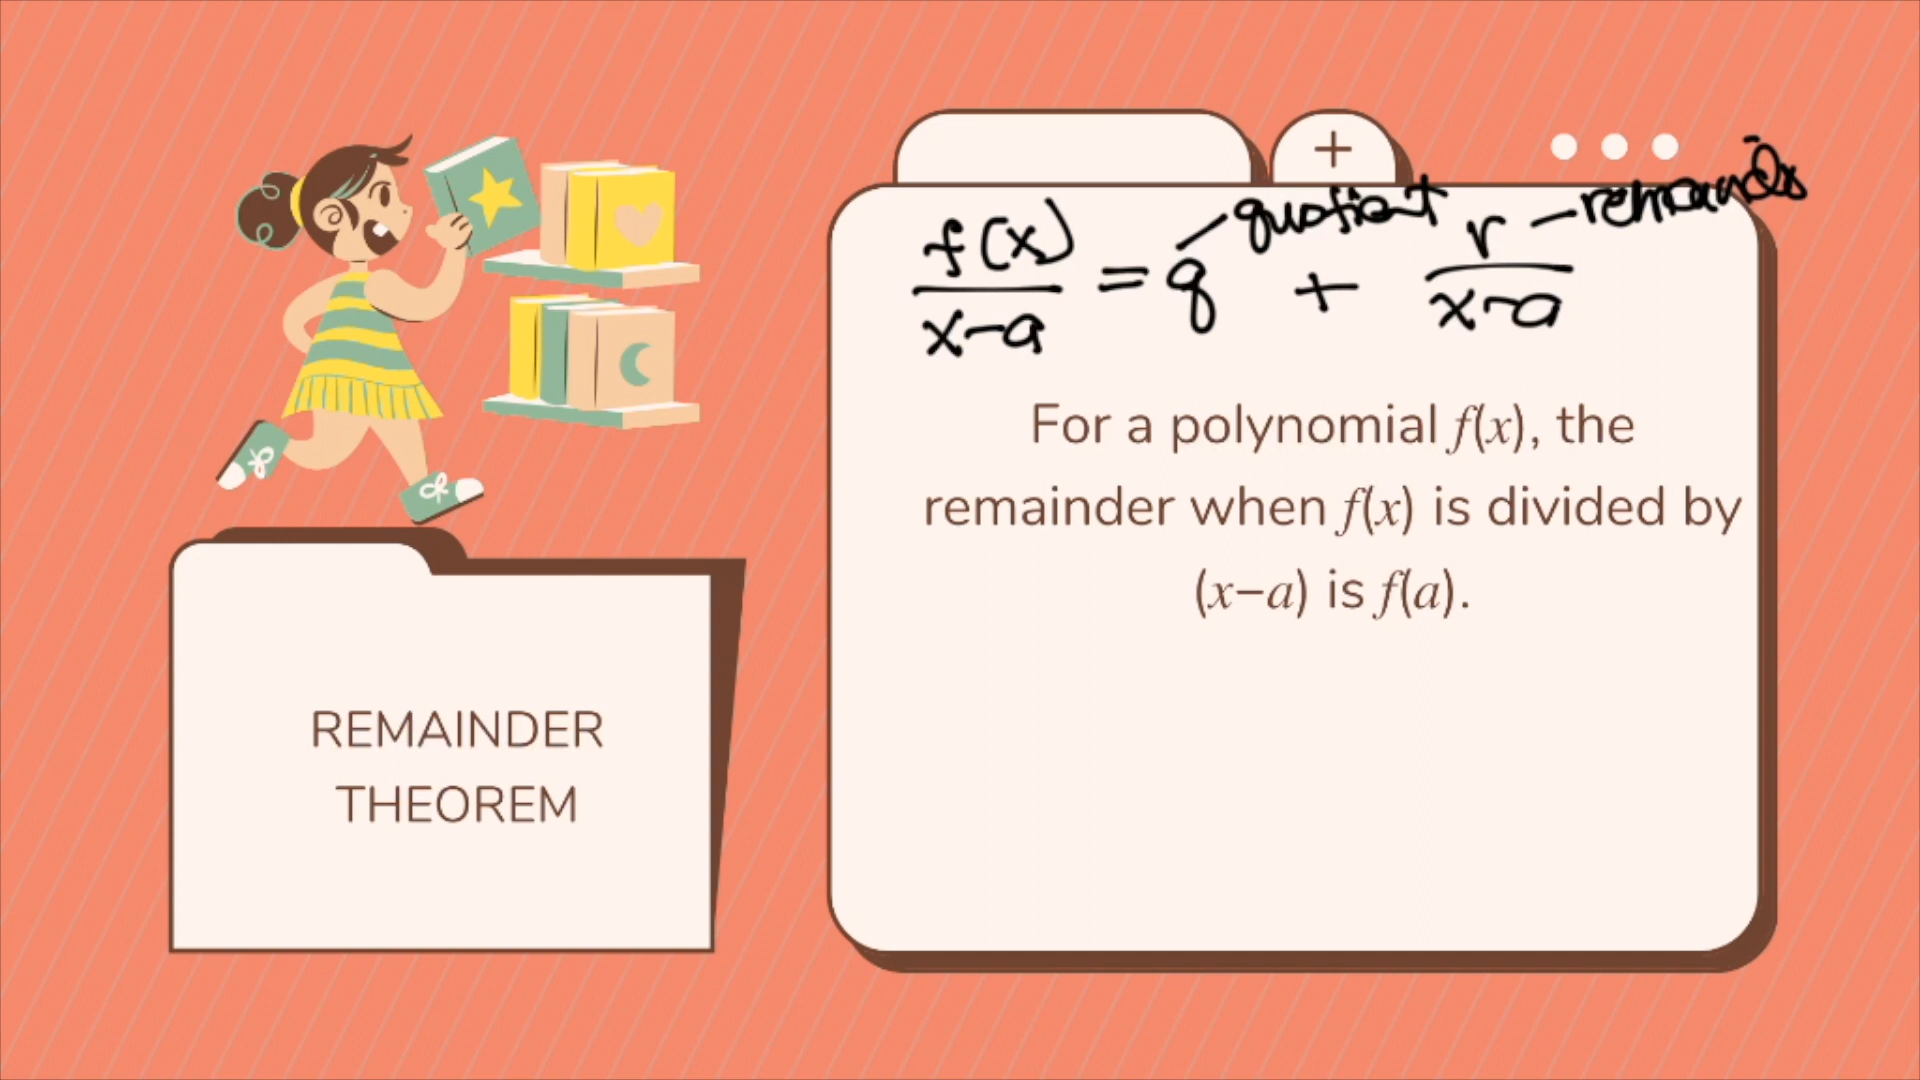 +
f(x)/x-a = q - quotient + r/x-a - remainder
For a polynomial f(x), the
remainder when f(x) is divided by
(x−a) is f(a).
REMAINDER
THEOREM